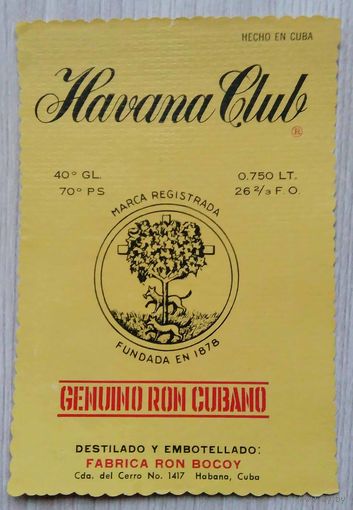 HECHO EN CUBA
Havana Club
®
40° GL. 0.750 LT.
70° PS 26 2/3 F.O.
MARCA REGISTRADA
FUNDADA EN 1878
GENUINO RON CUBANO
DESTILADO Y EMBOTELLADO:
FABRICA RON BOCOY
Cda. del Cerro No. 1417 Habana, Cuba